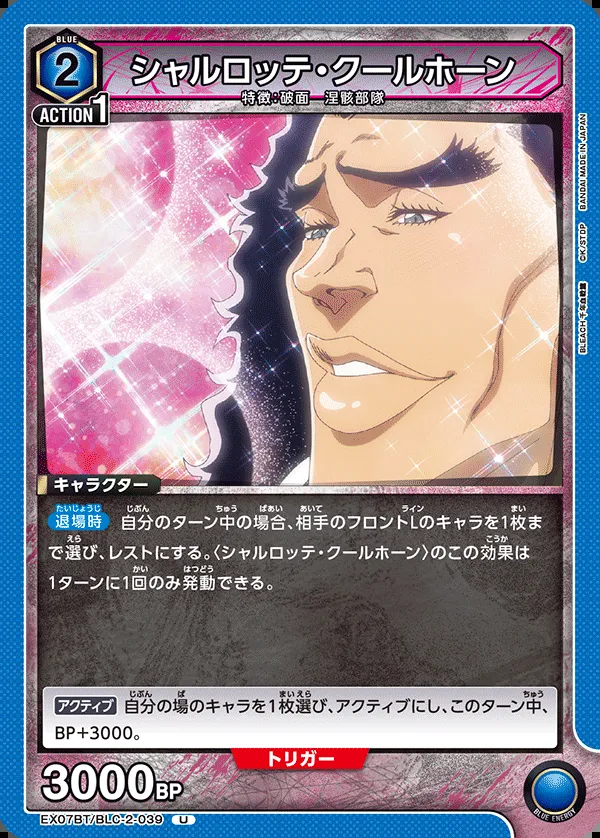 BLUE
2
ACTION 1
シャルロッテ・クールホーン
特徴：破面 涅骸部隊
BLEACH 千年血戦篇 ©K/STDP BANDAI MADE IN JAPAN
キャラクター
退場時 自分のターン中の場合、相手のフロントLのキャラを1枚ま
で選び、レストにする。〈シャルロッテ・クールホーン〉のこの効果は
1ターンに1回のみ発動できる。
アクティブ 自分の場のキャラを1枚選び、アクティブにし、このターン中、
BP+3000。
トリガー
3000BP
EX07BT/BLC-2-039 U
BLUE ENERGY